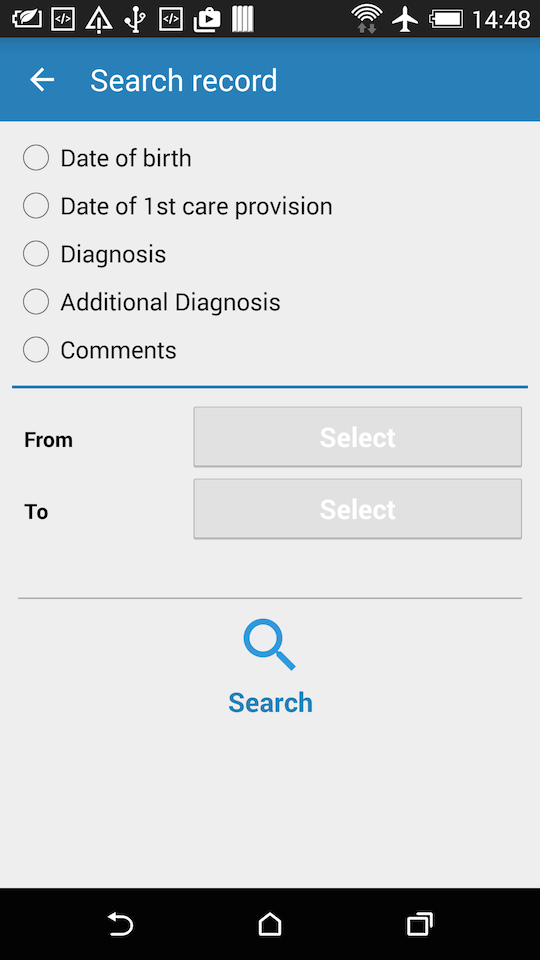 14:48
Search record
Date of birth
Date of 1st care provision
Diagnosis
Additional Diagnosis
Comments
From Select
To Select
Search